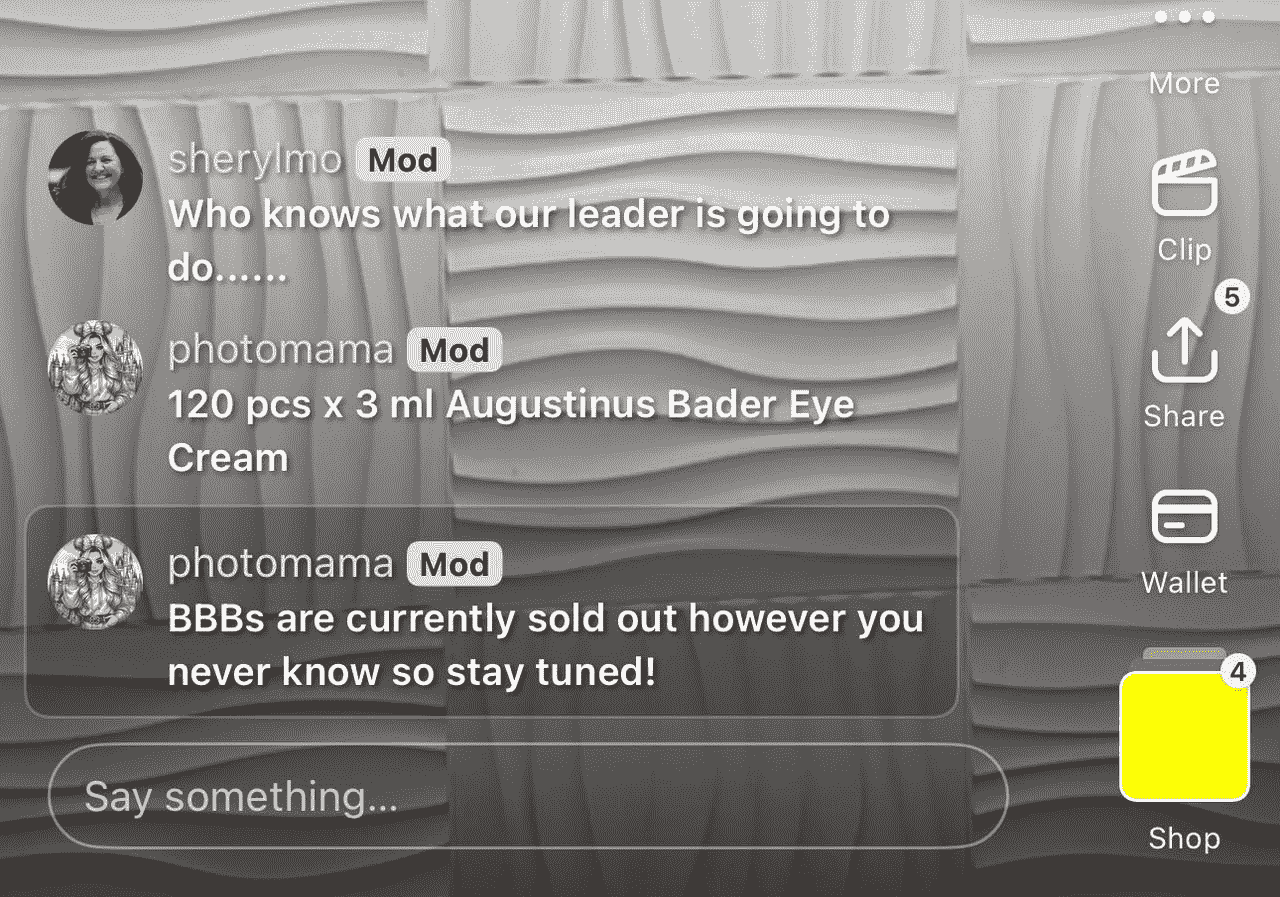 More
sherylmo Mod
Who knows what our leader is going to
do......
Clip
5
photomama Mod
120 pcs x 3 ml Augustinus Bader Eye
Cream
Share
photomama Mod
BBBs are currently sold out however you
never know so stay tuned!
Wallet
4
Say something...
Shop